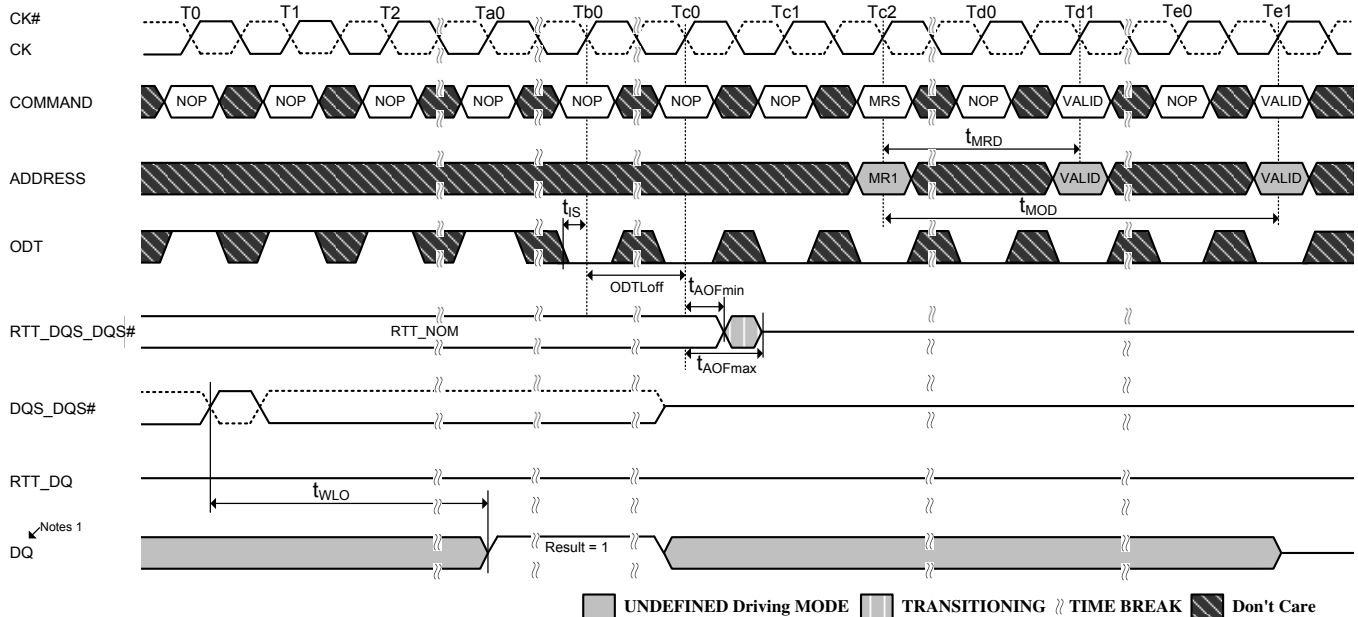 T0 T1 T2 Ta0 Tb0 Tc0 Tc1 Tc2 Td0 Td1 Te0 Te1
CK#
CK
COMMAND NOP NOP NOP NOP NOP NOP NOP MRS NOP VALID NOP VALID
tMRD
ADDRESS MR1 VALID VALID
tIS tMOD
ODT
ODTLoff tAOFmin
RTT_DQS_DQS# RTT_NOM
tAOFmax
DQS_DQS#
RTT_DQ
tWLO
Notes 1
DQ Result = 1
UNDEFINED Driving MODE TRANSITIONING TIME BREAK Don't Care